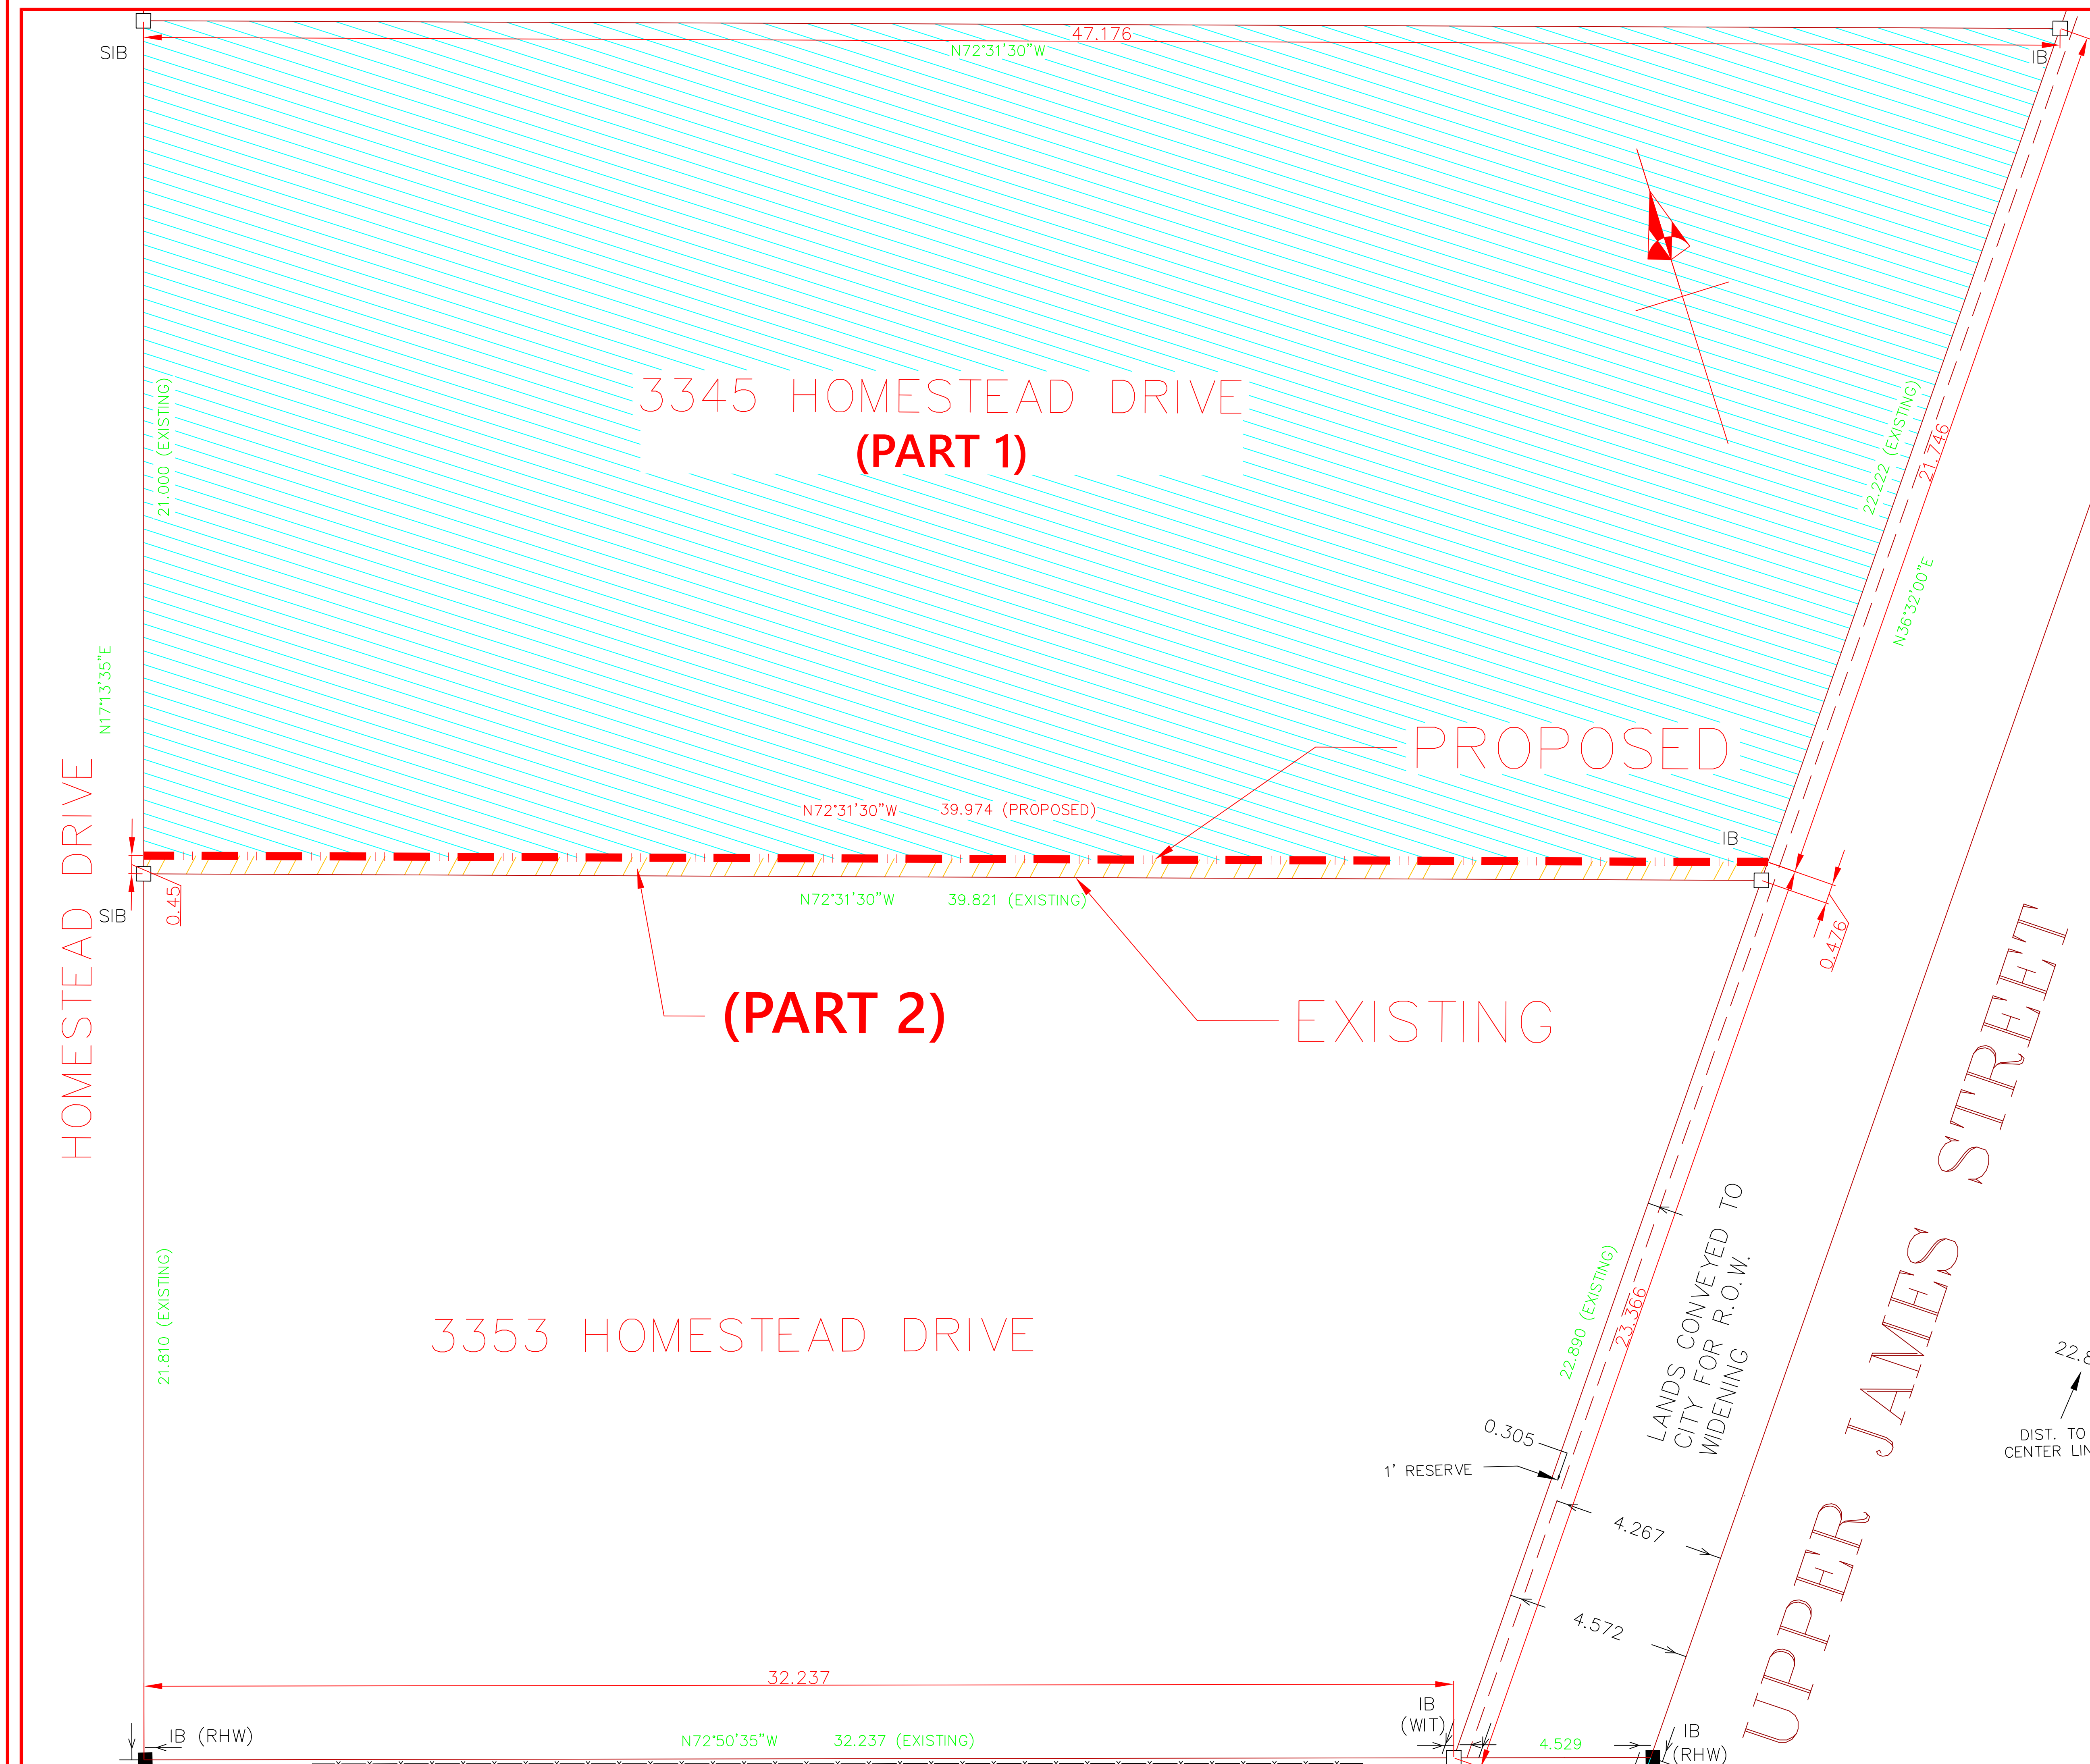 47.176
N72°31'30"W
SIB
IB
3345 HOMESTEAD DRIVE
(PART 1)
21.000 (EXISTING)
22.222 (EXISTING)
21.746
N36°32'00"E
N17°13'35"E
HOMESTEAD DRIVE
PROPOSED
N72°31'30"W 39.974 (PROPOSED)
IB
0.45
SIB
N72°31'30"W 39.821 (EXISTING)
0.476
(PART 2)
EXISTING
21.810 (EXISTING)
3353 HOMESTEAD DRIVE
22.890 (EXISTING)
23.366
LANDS CONVEYED TO
CITY FOR R.O.W.
WIDENING
UPPER JAMES STREET
22.8
DIST. TO
CENTER LIN
0.305
1' RESERVE
4.267
4.572
32.237
IB
(WIT)
IB (RHW)
N72°50'35"W 32.237 (EXISTING)
4.529
IB
(RHW)